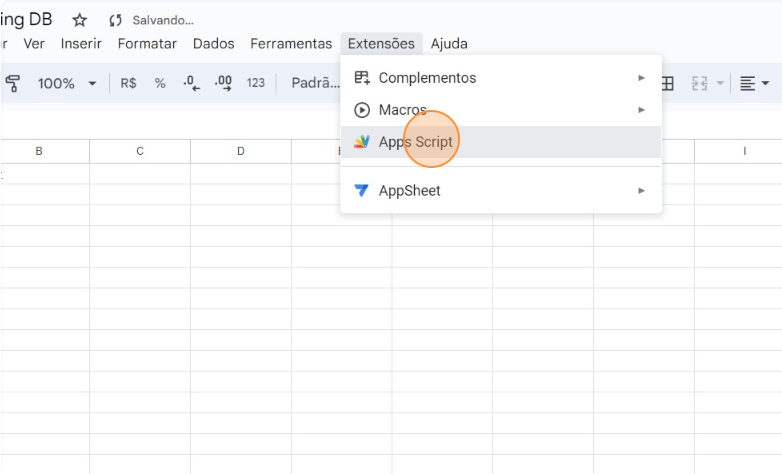 ing DB Salvando...
r Ver Inserir Formatar Dados Ferramentas Extensões Ajuda
100% R$ % .0 .00 123 Padrã...
Complementos
Macros
Apps Script
AppSheet
B C D I